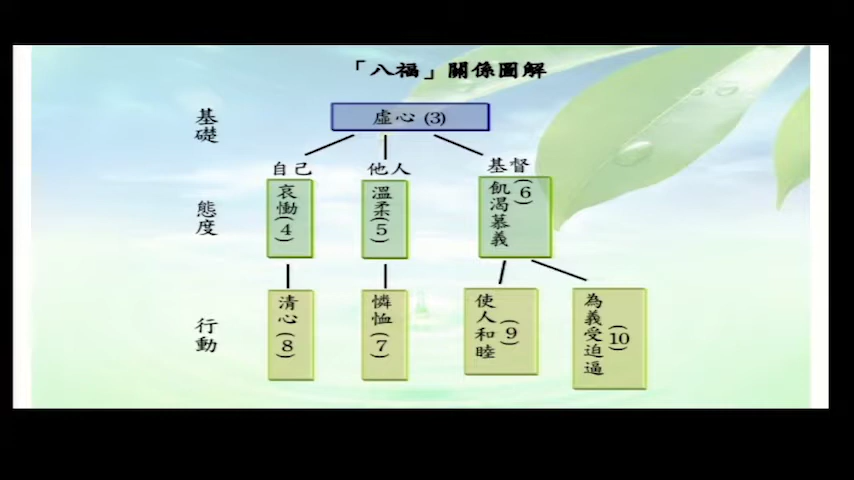 「八福」關係圖解
基礎
虛心 (3)
自己
他人
基督
態度
哀慟(4)
溫柔(5)
飢渴慕義
(6)
行動
清心(8)
憐恤(7)
使人和睦
(9)
為義受迫逼
(10)